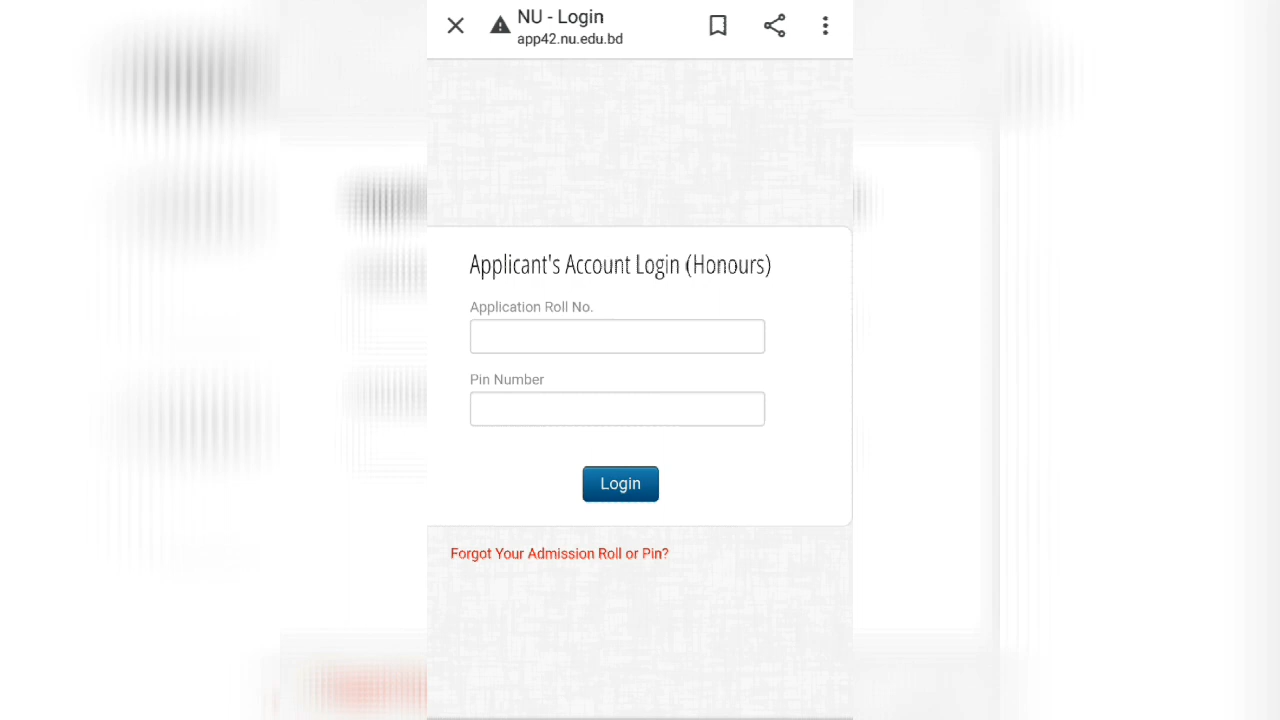 NU - Login
app42.nu.edu.bd
Applicant's Account Login (Honours)
Application Roll No.
Pin Number
Login
Forgot Your Admission Roll or Pin?